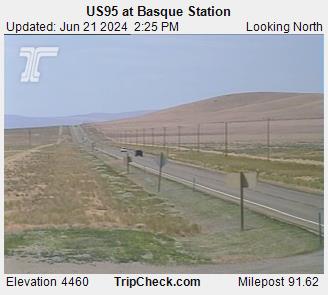 US95 at Basque Station
Updated: Jun 21 2024 2:25 PM
Looking North
Elevation 4460
TripCheck.com
Milepost 91.62